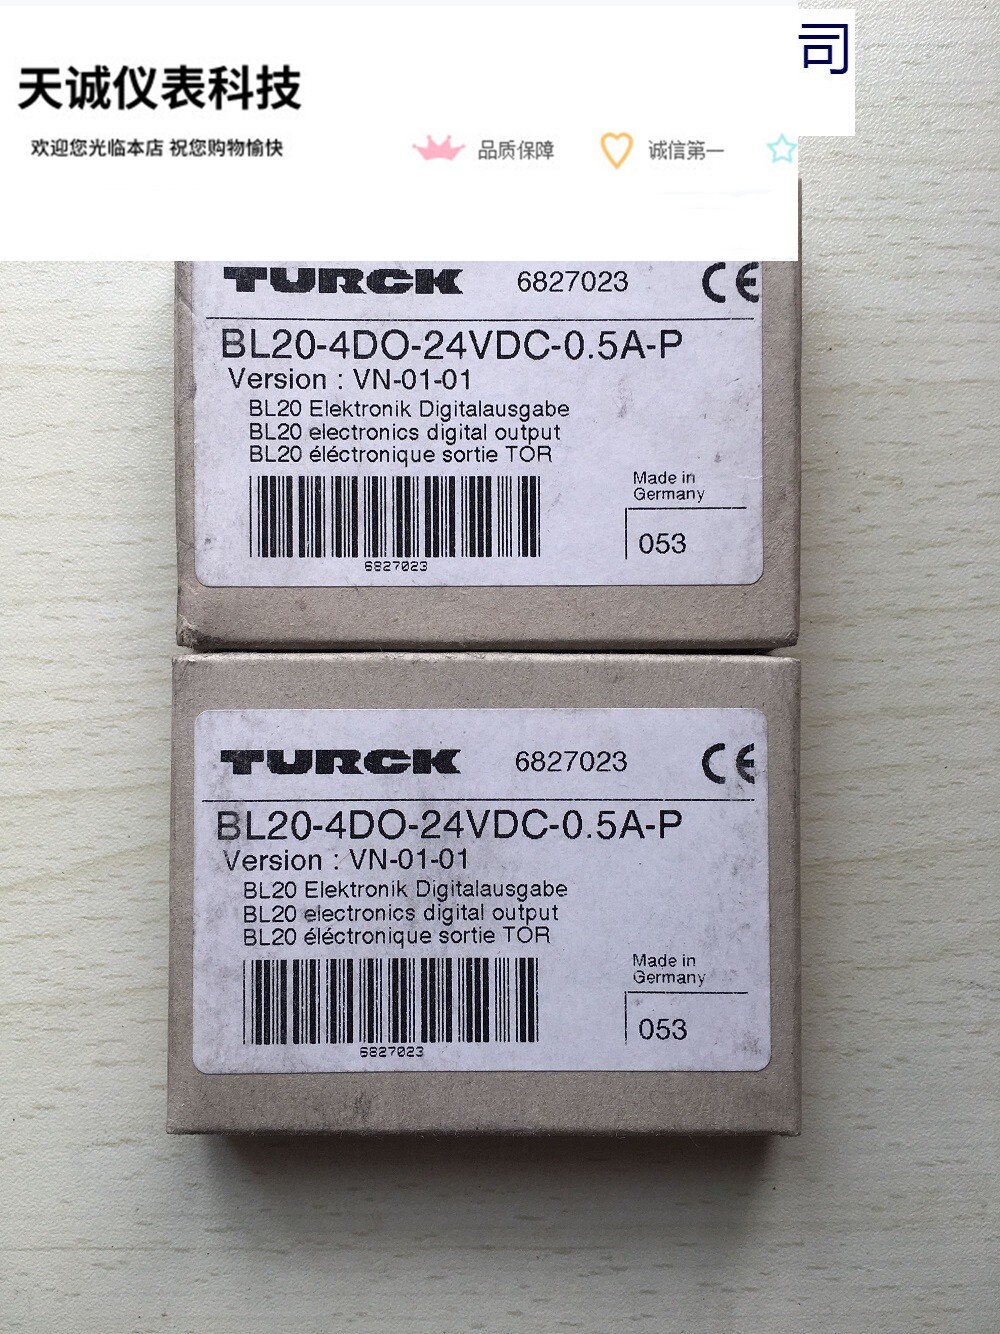 司
天诚仪表科技
欢迎您光临本店 祝您购物愉快
品质保障 诚信第一
TURCK 6827023 CE
BL20-4DO-24VDC-0.5A-P
Version : VN-01-01
BL20 Elektronik Digitalausgabe
BL20 electronics digital output
BL20 éléctronique sortie TOR
Made in
Germany
053
6827023
TURCK 6827023 CE
BL20-4DO-24VDC-0.5A-P
Version : VN-01-01
BL20 Elektronik Digitalausgabe
BL20 electronics digital output
BL20 éléctronique sortie TOR
Made in
Germany
053
6827023